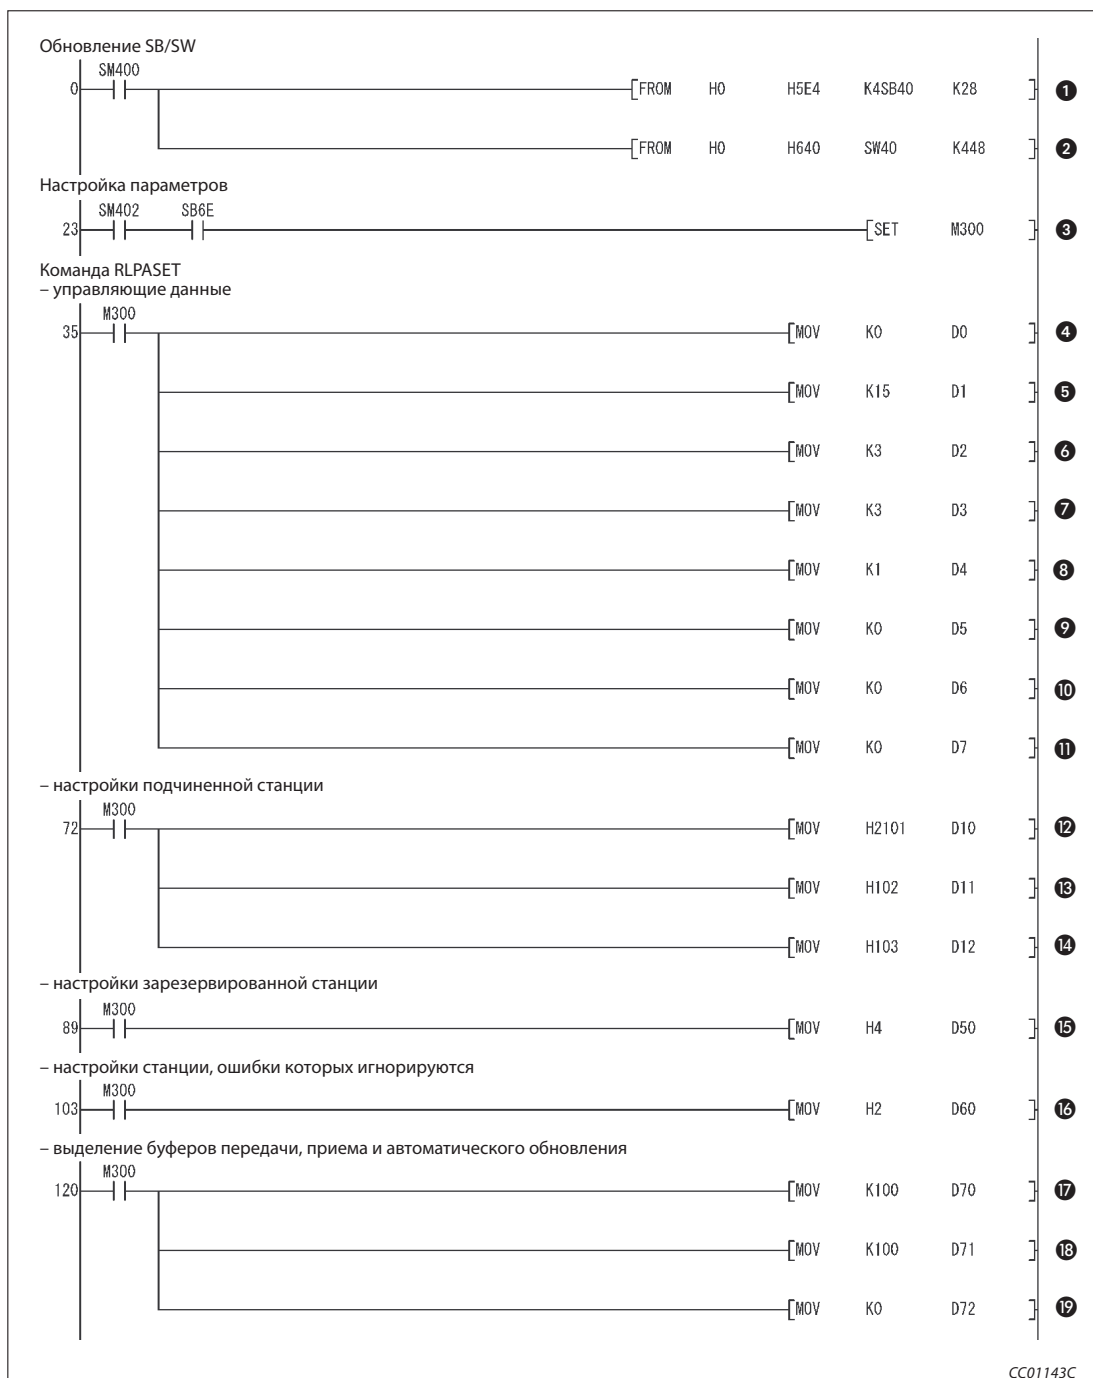 Обновление SB/SW
SM400
0 [FROM H0 H5E4 K4SB40 K28 ] 1
[FROM H0 H640 SW40 K448 ] 2
Настройка параметров
SM402 SB6E
23 [SET M300 ] 3
Команда RLPASET
– управляющие данные
M300
35 [MOV K0 D0 ] 4
[MOV K15 D1 ] 5
[MOV K3 D2 ] 6
[MOV K3 D3 ] 7
[MOV K1 D4 ] 8
[MOV K0 D5 ] 9
[MOV K0 D6 ] 10
[MOV K0 D7 ] 11
– настройки подчиненной станции
M300
72 [MOV H2101 D10 ] 12
[MOV H102 D11 ] 13
[MOV H103 D12 ] 14
– настройки зарезервированной станции
M300
89 [MOV H4 D50 ] 15
– настройки станции, ошибки которых игнорируются
M300
103 [MOV H2 D60 ] 16
– выделение буферов передачи, приема и автоматического обновления
M300
120 [MOV K100 D70 ] 17
[MOV K100 D71 ] 18
[MOV K0 D72 ] 19
CC01143C